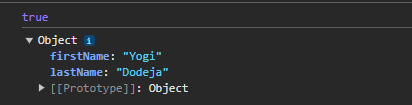 true
Object i
firstName: "Yogi"
lastName: "Dodeja"
[[Prototype]]: Object